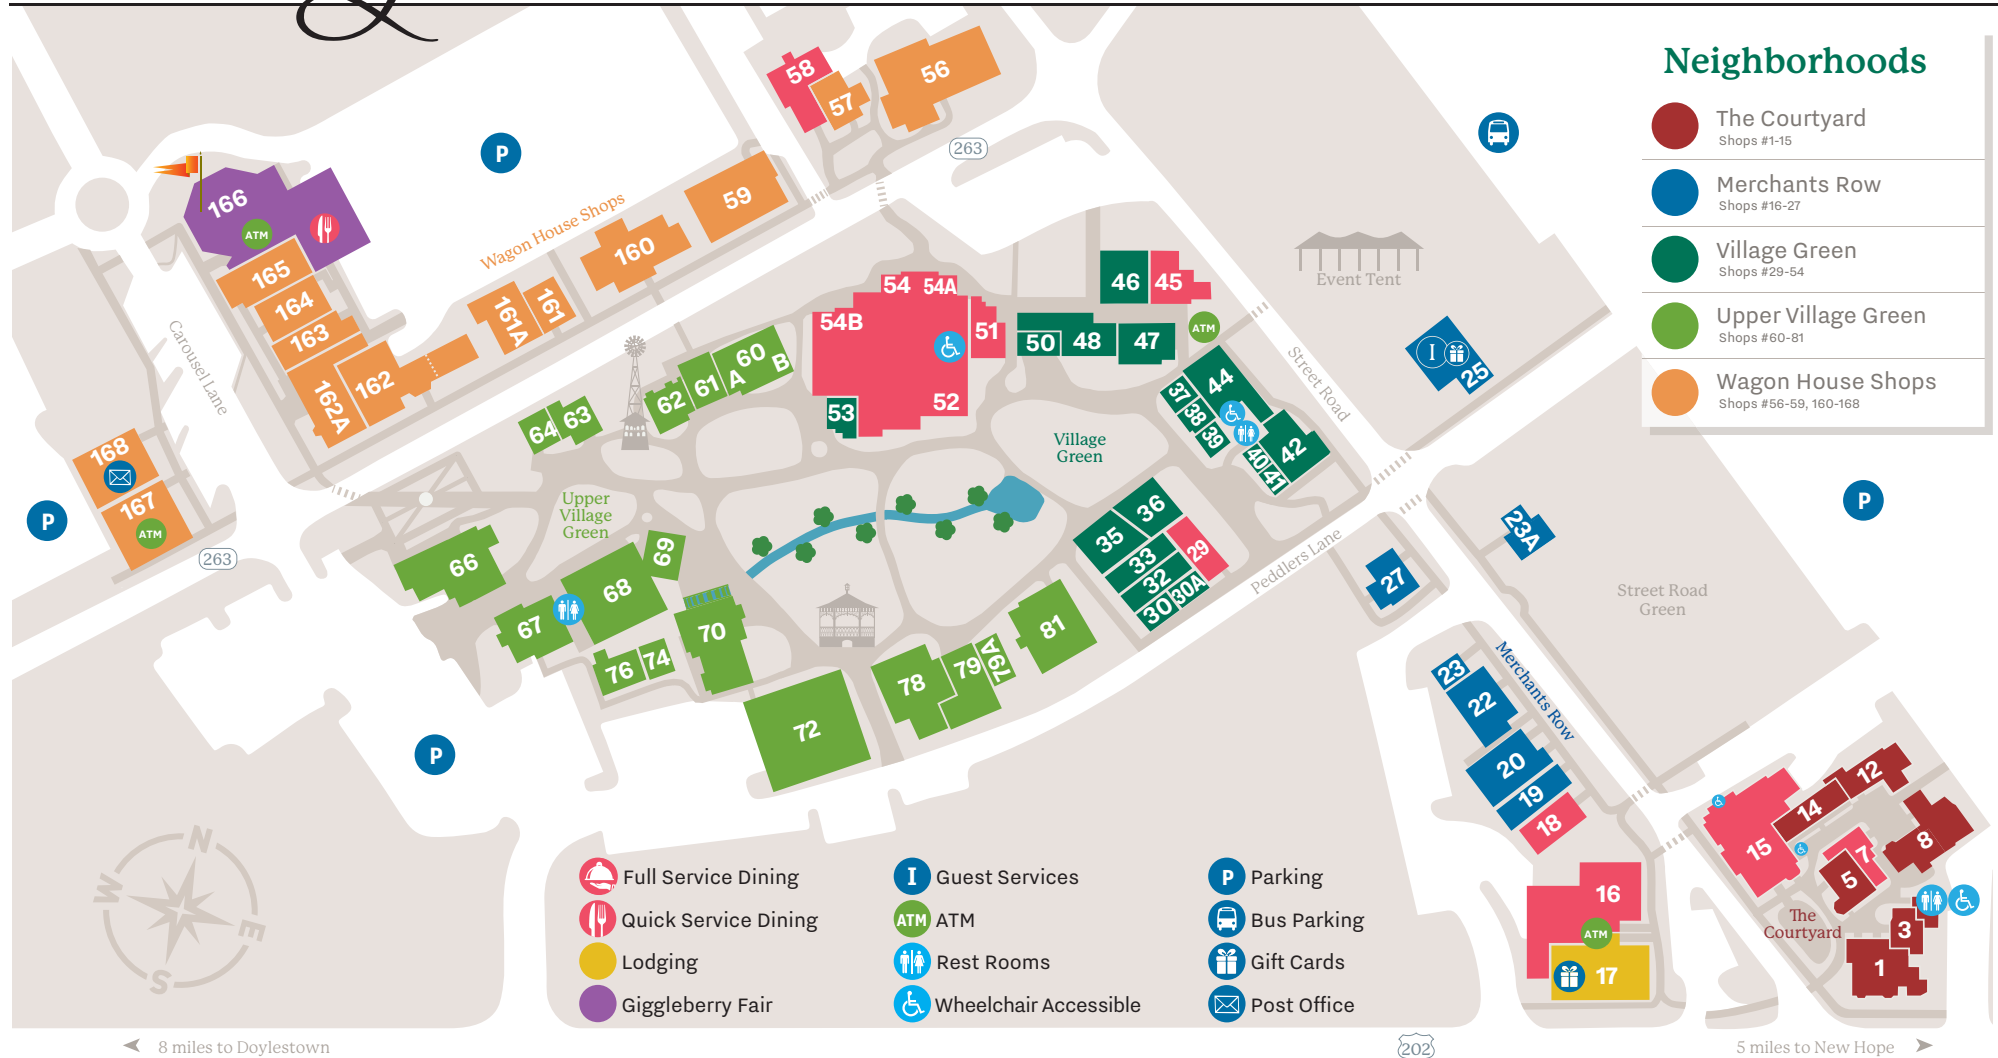 &
Neighborhoods
The Courtyard
Shops #1-15
Merchants Row
Shops #16-27
Village Green
Shops #29-54
Upper Village Green
Shops #60-81
Wagon House Shops
Shops #56-59, 160-168
58
57
56
263
P
59
Wagon House Shops
160
161
161A
166
ATM
165
164
163
162
162A
Carousel Lane
168
167
ATM
P
263
54
54A
54B
51
52
53
60
B
A
61
62
63
64
46
45
50
48
47
ATM
Event Tent
I
25
Street Road
44
37
38
39
40
41
42
Village
Green
Upper
Village
Green
36
35
33
32
30
30A
29
Peddlers Lane
27
23A
P
Street Road
Green
66
67
68
69
70
76
74
72
78
79
79A
81
P
Merchants Row
23
22
20
19
18
16
ATM
17
15
14
12
8
7
5
3
1
The
Courtyard
N
E
S
W
Full Service Dining
Quick Service Dining
Lodging
Giggleberry Fair
I Guest Services
ATM ATM
Rest Rooms
Wheelchair Accessible
P Parking
Bus Parking
Gift Cards
Post Office
8 miles to Doylestown
202
5 miles to New Hope